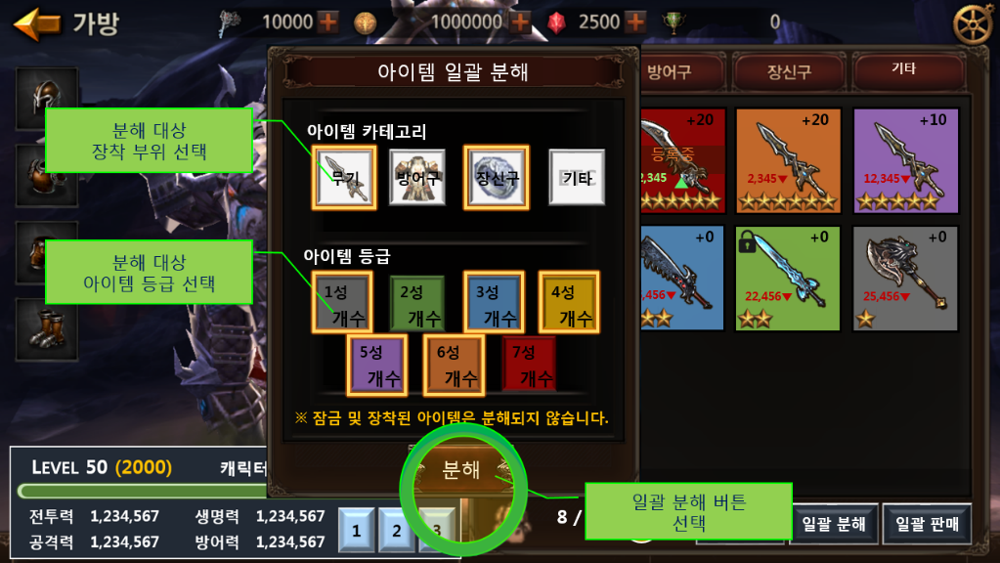 가방
10000
1000000
2500
0
아이템 일괄 분해
방어구
장신구
기타
분해 대상
장착 부위 선택
아이템 카테고리
무기
방어구
장신구
기타
+20
등록중
2,345
+20
2,345
+10
12,345
분해 대상
아이템 등급 선택
아이템 등급
1성
개수
2성
개수
3성
개수
4성
개수
5성
개수
6성
개수
7성
개수
+0
,456
+0
22,456
+0
25,456
※ 잠금 및 장착된 아이템은 분해되지 않습니다.
분해
LEVEL 50 (2000)
캐릭터
전투력 1,234,567 생명력 1,234,567
공격력 1,234,567 방어력 1,234,567
1
2
3
8 /
일괄 분해 버튼
선택
일괄 분해
일괄 판매